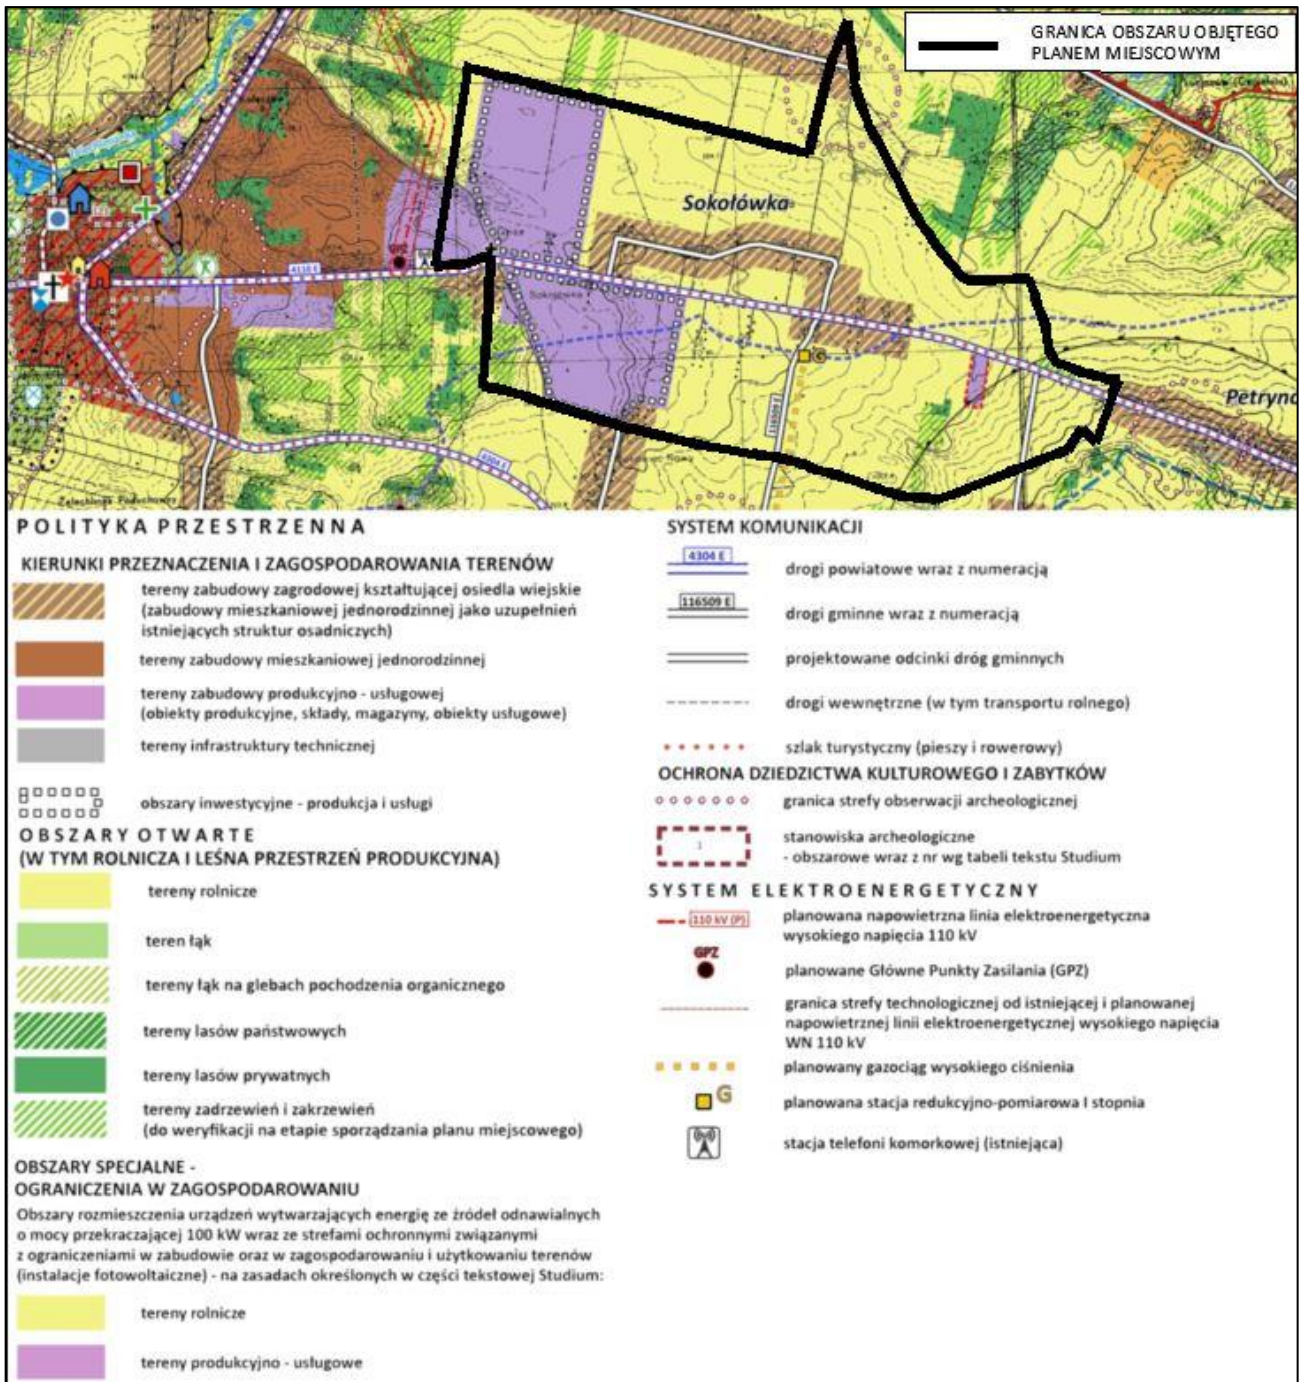 GRANICA OBSZARU OBJĘTEGO
PLANEM MIEJSCOWYM
Sokołówka
GPZ
4110 E
Sokołówka
G
116509 E
4304 E
POLITYKA PRZESTRZENNA
KIERUNKI PRZEZNACZENIA I ZAGOSPODAROWANIA TERENÓW
tereny zabudowy zagrodowej kształtującej osiedla wiejskie
(zabudowy mieszkaniowej jednorodzinnej jako uzupełnień
istniejących struktur osadniczych)
tereny zabudowy mieszkaniowej jednorodzinnej
tereny zabudowy produkcyjno - usługowej
(obiekty produkcyjne, składy, magazyny, obiekty usługowe)
tereny infrastruktury technicznej
obszary inwestycyjne - produkcja i usługi
OBSZARY OTWARTE
(W TYM ROLNICZA I LEŚNA PRZESTRZEŃ PRODUKCYJNA)
tereny rolnicze
teren łąk
tereny łąk na glebach pochodzenia organicznego
tereny lasów państwowych
tereny lasów prywatnych
tereny zadrzewień i zakrzewień
(do weryfikacji na etapie sporządzania planu miejscowego)
OBSZARY SPECJALNE -
OGRANICZENIA W ZAGOSPODAROWANIU
Obszary rozmieszczenia urządzeń wytwarzających energię ze źródeł odnawialnych
o mocy przekraczającej 100 kW wraz ze strefami ochronnymi związanymi
z ograniczeniami w zabudowie oraz w zagospodarowaniu i użytkowaniu terenów
(instalacje fotowoltaiczne) - na zasadach określonych w części tekstowej Studium:
tereny rolnicze
tereny produkcyjno - usługowe
SYSTEM KOMUNIKACJI
4304 E
drogi powiatowe wraz z numeracją
116509 E
drogi gminne wraz z numeracją
projektowane odcinki dróg gminnych
drogi wewnętrzne (w tym transportu rolnego)
szlak turystyczny (pieszy i rowerowy)
OCHRONA DZIEDZICTWA KULTUROWEGO I ZABYTKÓW
granica strefy obserwacji archeologicznej
1
stanowiska archeologiczne
- obszarowe wraz z nr wg tabeli tekstu Studium
SYSTEM ELEKTROENERGETYCZNY
110 kV (P)
planowana napowietrzna linia elektroenergetyczna
wysokiego napięcia 110 kV
GPZ
planowane Główne Punkty Zasilania (GPZ)
granica strefy technologicznej od istniejącej i planowanej
napowietrznej linii elektroenergetycznej wysokiego napięcia
WN 110 kV
planowany gazociąg wysokiego ciśnienia
G
planowana stacja redukcyjno-pomiarowa I stopnia
stacja telefoni komorkowej (istniejąca)